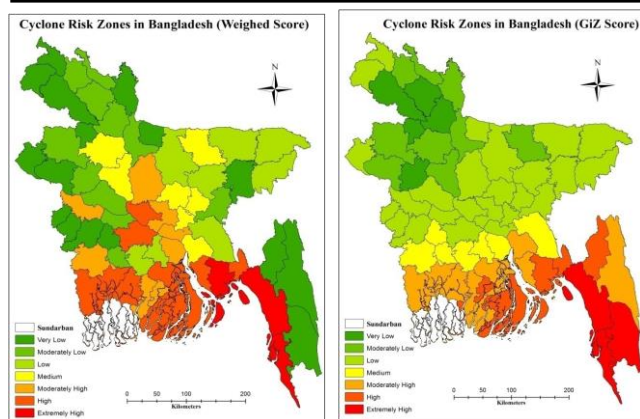 Cyclone Risk Zones in Bangladesh (Weighed Score)
N
Sundarban
Very Low
Moderately Low
Low
Medium
Moderately High
High
Extremely High
0 50 100 200
Kilometers
Cyclone Risk Zones in Bangladesh (GiZ Score)
N
Sundarban
Very Low
Moderately Low
Low
Medium
Moderately High
High
Extremely High
0 50 100 200
Kilometers